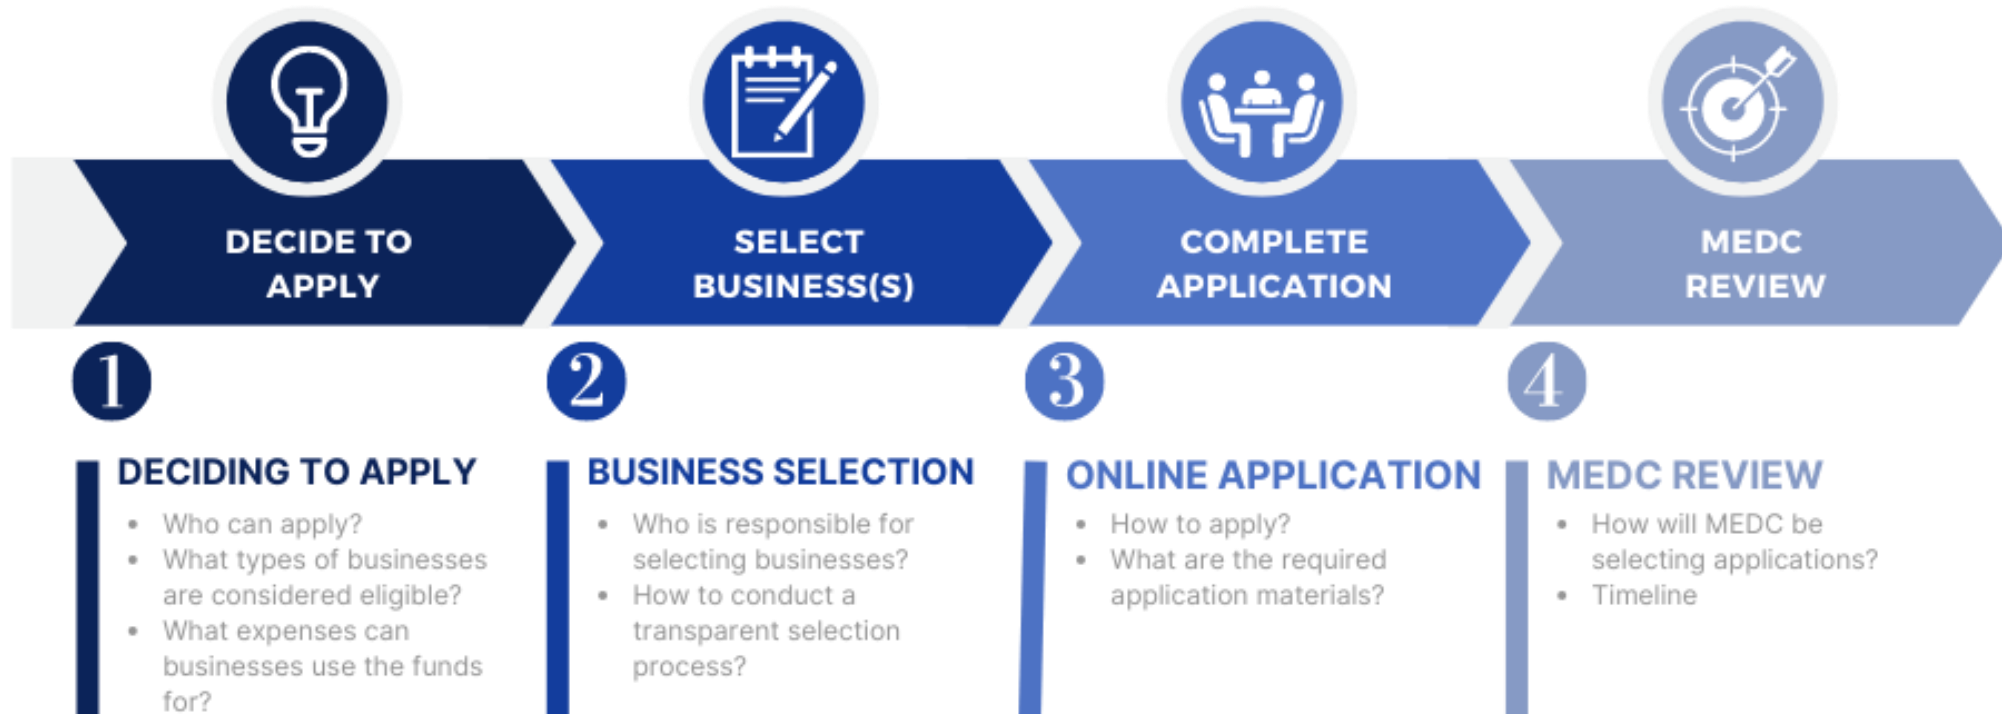 DECIDE TO
APPLY
SELECT
BUSINESS(S)
COMPLETE
APPLICATION
MEDC
REVIEW
1
DECIDING TO APPLY
• Who can apply?
• What types of businesses
are considered eligible?
• What expenses can
businesses use the funds
for?
2
BUSINESS SELECTION
• Who is responsible for
selecting businesses?
• How to conduct a
transparent selection
process?
3
ONLINE APPLICATION
• How to apply?
• What are the required
application materials?
4
MEDC REVIEW
• How will MEDC be
selecting applications?
• Timeline